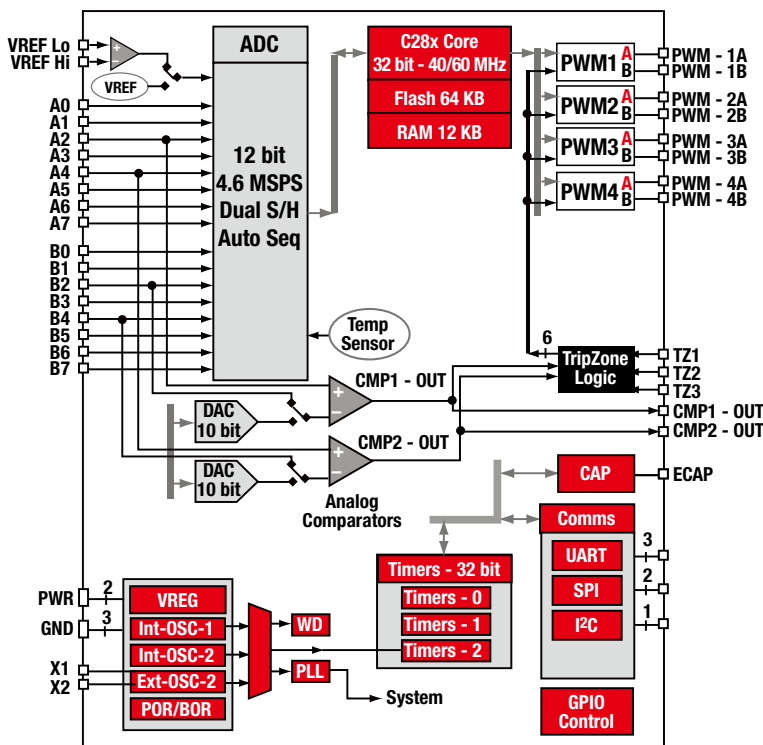 VREF Lo
VREF Hi
VREF
A0
A1
A2
A3
A4
A5
A6
A7
B0
B1
B2
B3
B4
B5
B6
B7
ADC
12 bit
4.6 MSPS
Dual S/H
Auto Seq
C28x Core
32 bit - 40/60 MHz
Flash 64 KB
RAM 12 KB
PWM1 A
B
PWM2 A
B
PWM3 A
B
PWM4 A
B
PWM - 1A
PWM - 1B
PWM - 2A
PWM - 2B
PWM - 3A
PWM - 3B
PWM - 4A
PWM - 4B
Temp
Sensor
6
TripZone
Logic
TZ1
TZ2
TZ3
CMP1 - OUT
CMP2 - OUT
+
−
+
−
+
−
CMP1 - OUT
CMP2 - OUT
DAC
10 bit
DAC
10 bit
Analog
Comparators
CAP
ECAP
Comms
UART
SPI
I²C
3
2
1
Timers - 32 bit
Timers - 0
Timers - 1
Timers - 2
PWR
2
GND
3
X1
X2
VREG
Int-OSC-1
Int-OSC-2
Ext-OSC-2
POR/BOR
WD
PLL
System
GPIO
Control